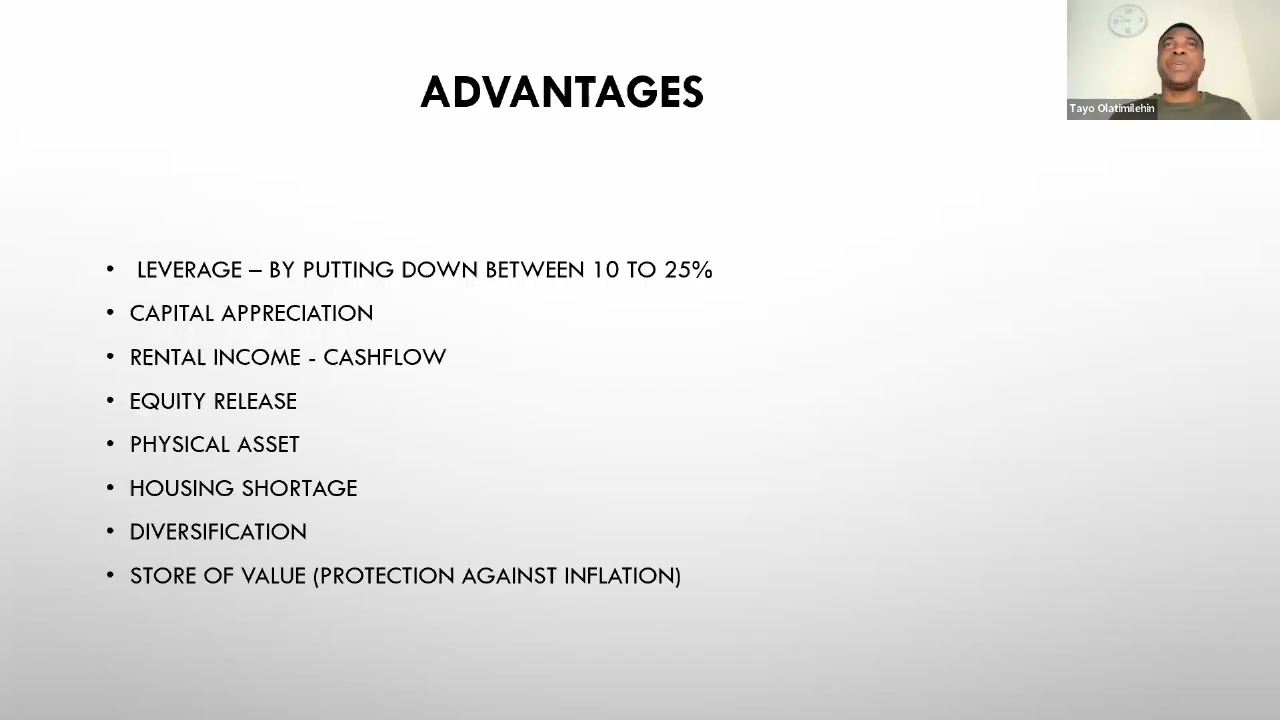 ADVANTAGES
Tayo Olatimilehin
• LEVERAGE – BY PUTTING DOWN BETWEEN 10 TO 25%
• CAPITAL APPRECIATION
• RENTAL INCOME - CASHFLOW
• EQUITY RELEASE
• PHYSICAL ASSET
• HOUSING SHORTAGE
• DIVERSIFICATION
• STORE OF VALUE (PROTECTION AGAINST INFLATION)